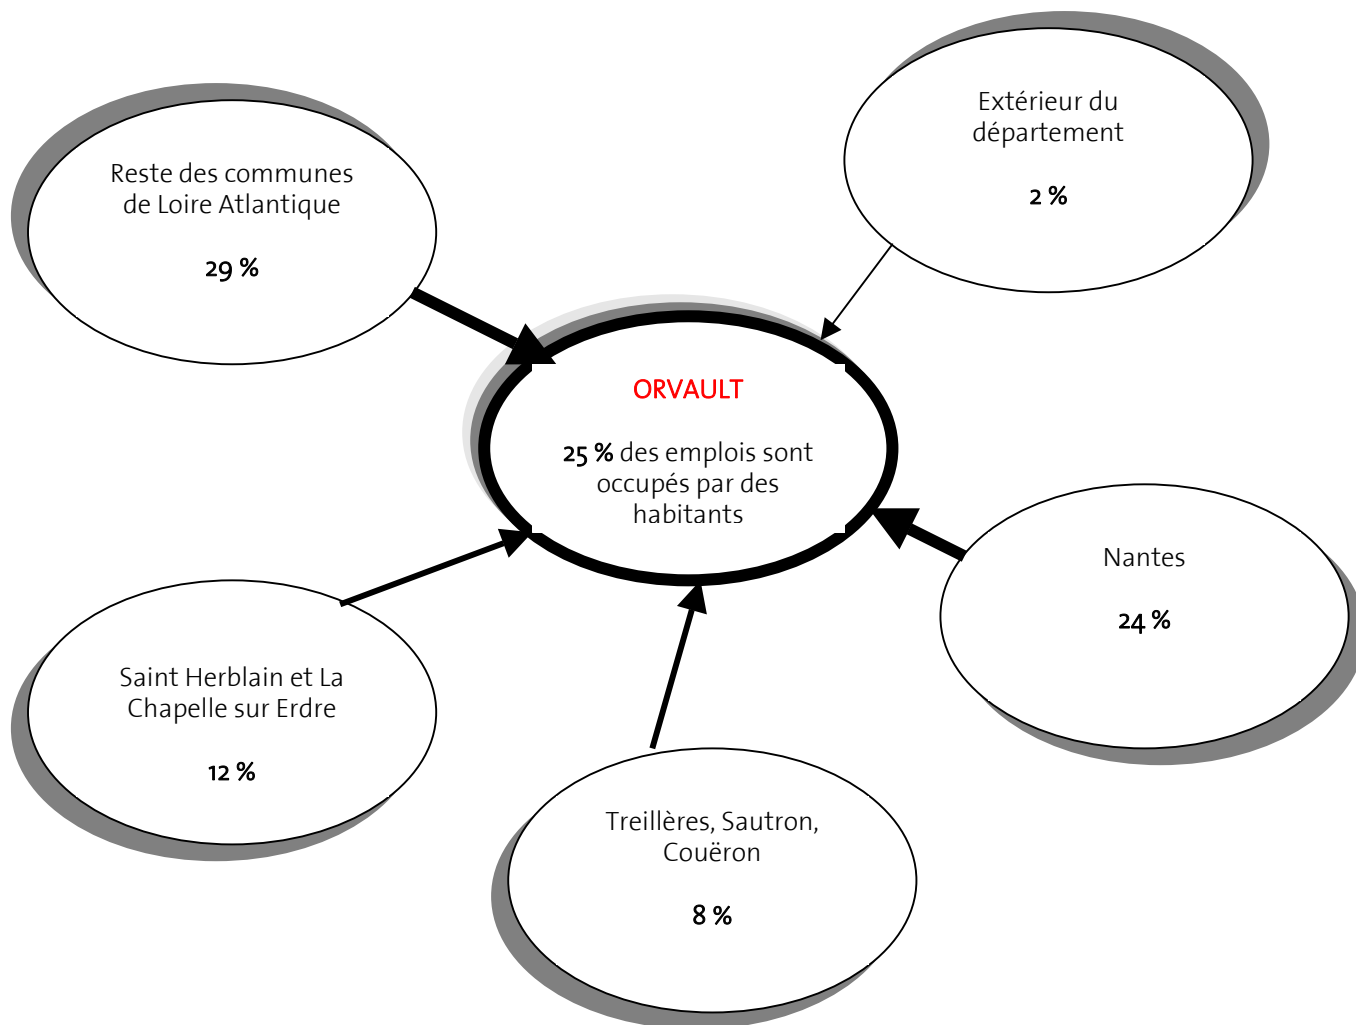 Extérieur du
département
2 %
Reste des communes
de Loire Atlantique
29 %
ORVAULT
25 % des emplois sont
occupés par des
habitants
Nantes
24 %
Saint Herblain et La
Chapelle sur Erdre
12 %
Treillères, Sautron,
Couëron
8 %